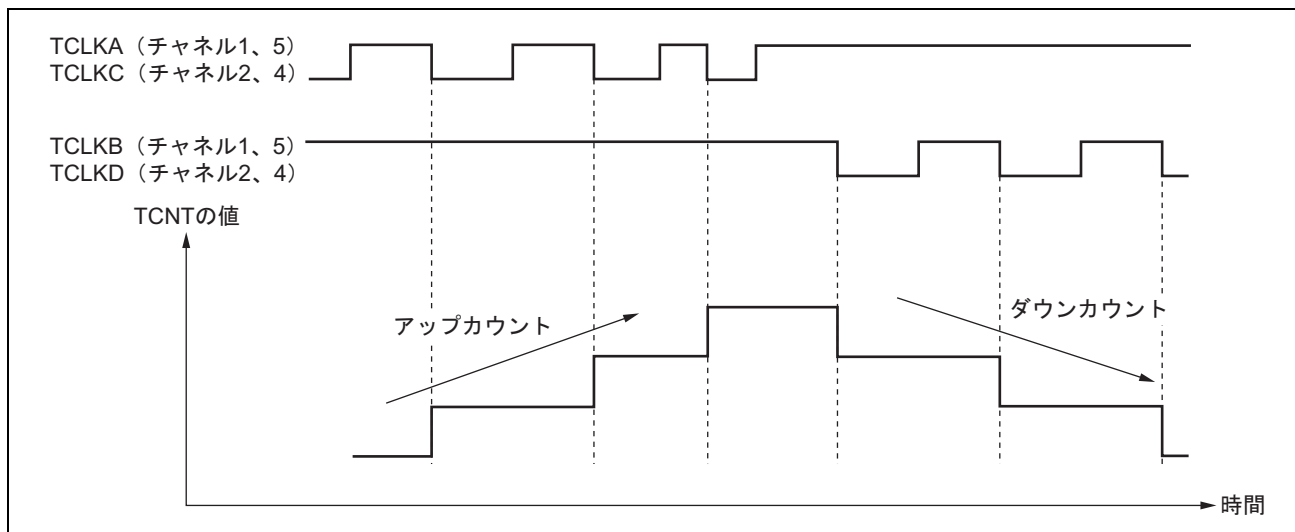 TCLKA（チャネル1、5）
TCLKC（チャネル2、4）
TCLKB（チャネル1、5）
TCLKD（チャネル2、4）
TCNTの値
アップカウント
ダウンカウント
時間